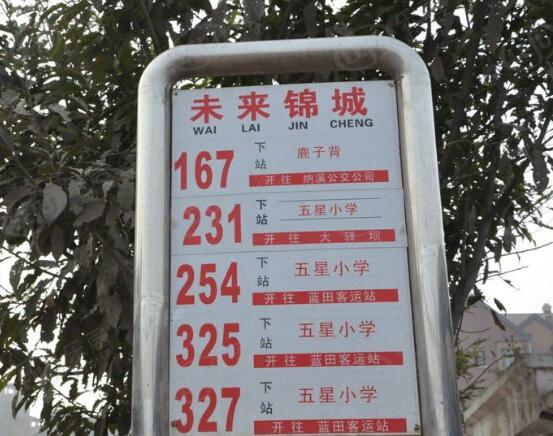 未来锦城
WAI LAI JIN CHENG
167 下站 鹿子背
开往 纳溪公交公司
231 下站 五星小学
开往 大驿坝
254 下站 五星小学
开往 蓝田客运站
325 下站 五星小学
开往 蓝田客运站
327 下站 五星小学
开往 蓝田客运站